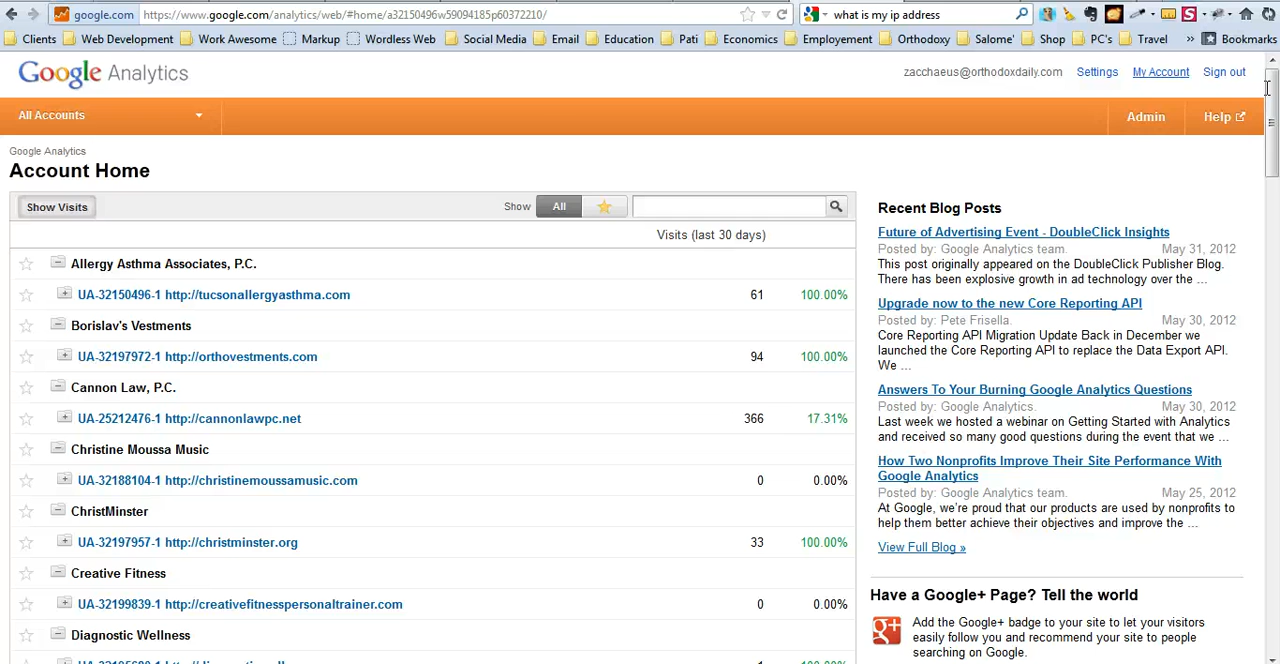 google.com
https://www.google.com/analytics/web/#home/a32150496w59094185p60372210/
what is my ip address
Clients
Web Development
Work Awesome
Markup
Wordless Web
Social Media
Email
Education
Pati
Economics
Employement
Orthodoxy
Salome'
Shop
PC's
Travel
»
Bookmarks
Google Analytics
zacchaeus@orthodoxdaily.com
Settings
My Account
Sign out
All Accounts
Admin
Help
Google Analytics
Account Home
Show Visits
Show
All
Visits (last 30 days)
Allergy Asthma Associates, P.C.
UA-32150496-1 http://tucsonallergyasthma.com 61 100.00%
Borislav's Vestments
UA-32197972-1 http://orthovestments.com 94 100.00%
Cannon Law, P.C.
UA-25212476-1 http://cannonlawpc.net 366 17.31%
Christine Moussa Music
UA-32188104-1 http://christinemoussamusic.com 0 0.00%
ChristMinster
UA-32197957-1 http://christminster.org 33 100.00%
Creative Fitness
UA-32199839-1 http://creativefitnesspersonaltrainer.com 0 0.00%
Diagnostic Wellness
Recent Blog Posts
Future of Advertising Event - DoubleClick Insights
Posted by: Google Analytics team. May 31, 2012
This post originally appeared on the DoubleClick Publisher Blog.
There has been explosive growth in ad technology over the ...
Upgrade now to the new Core Reporting API
Posted by: Pete Frisella. May 30, 2012
Core Reporting API Migration Update Back in December we
launched the Core Reporting API to replace the Data Export API.
We ...
Answers To Your Burning Google Analytics Questions
Posted by: Google Analytics. May 30, 2012
Last week we hosted a webinar on Getting Started with Analytics
and received so many good questions during the event that we ...
How Two Nonprofits Improve Their Site Performance With
Google Analytics
Posted by: Google Analytics team. May 25, 2012
At Google, we're proud that our products are used by nonprofits to
help them better achieve their objectives and improve the ...
View Full Blog »
Have a Google+ Page? Tell the world
Add the Google+ badge to your site to let your visitors
easily follow you and recommend your site to people
searching on Google.